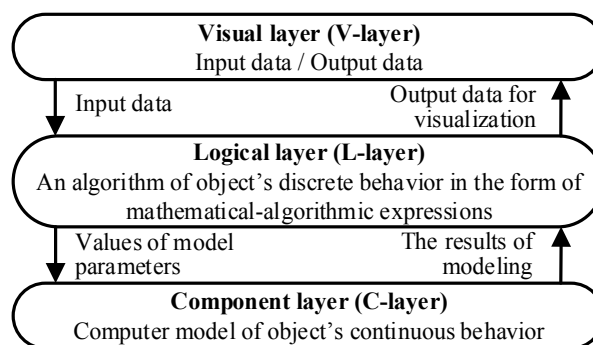 Visual layer (V-layer)
Input data / Output data
Input data
Output data for
visualization
Logical layer (L-layer)
An algorithm of object's discrete behavior in the form of
mathematical-algorithmic expressions
Values of model
parameters
The results of
modeling
Component layer (C-layer)
Computer model of object's continuous behavior